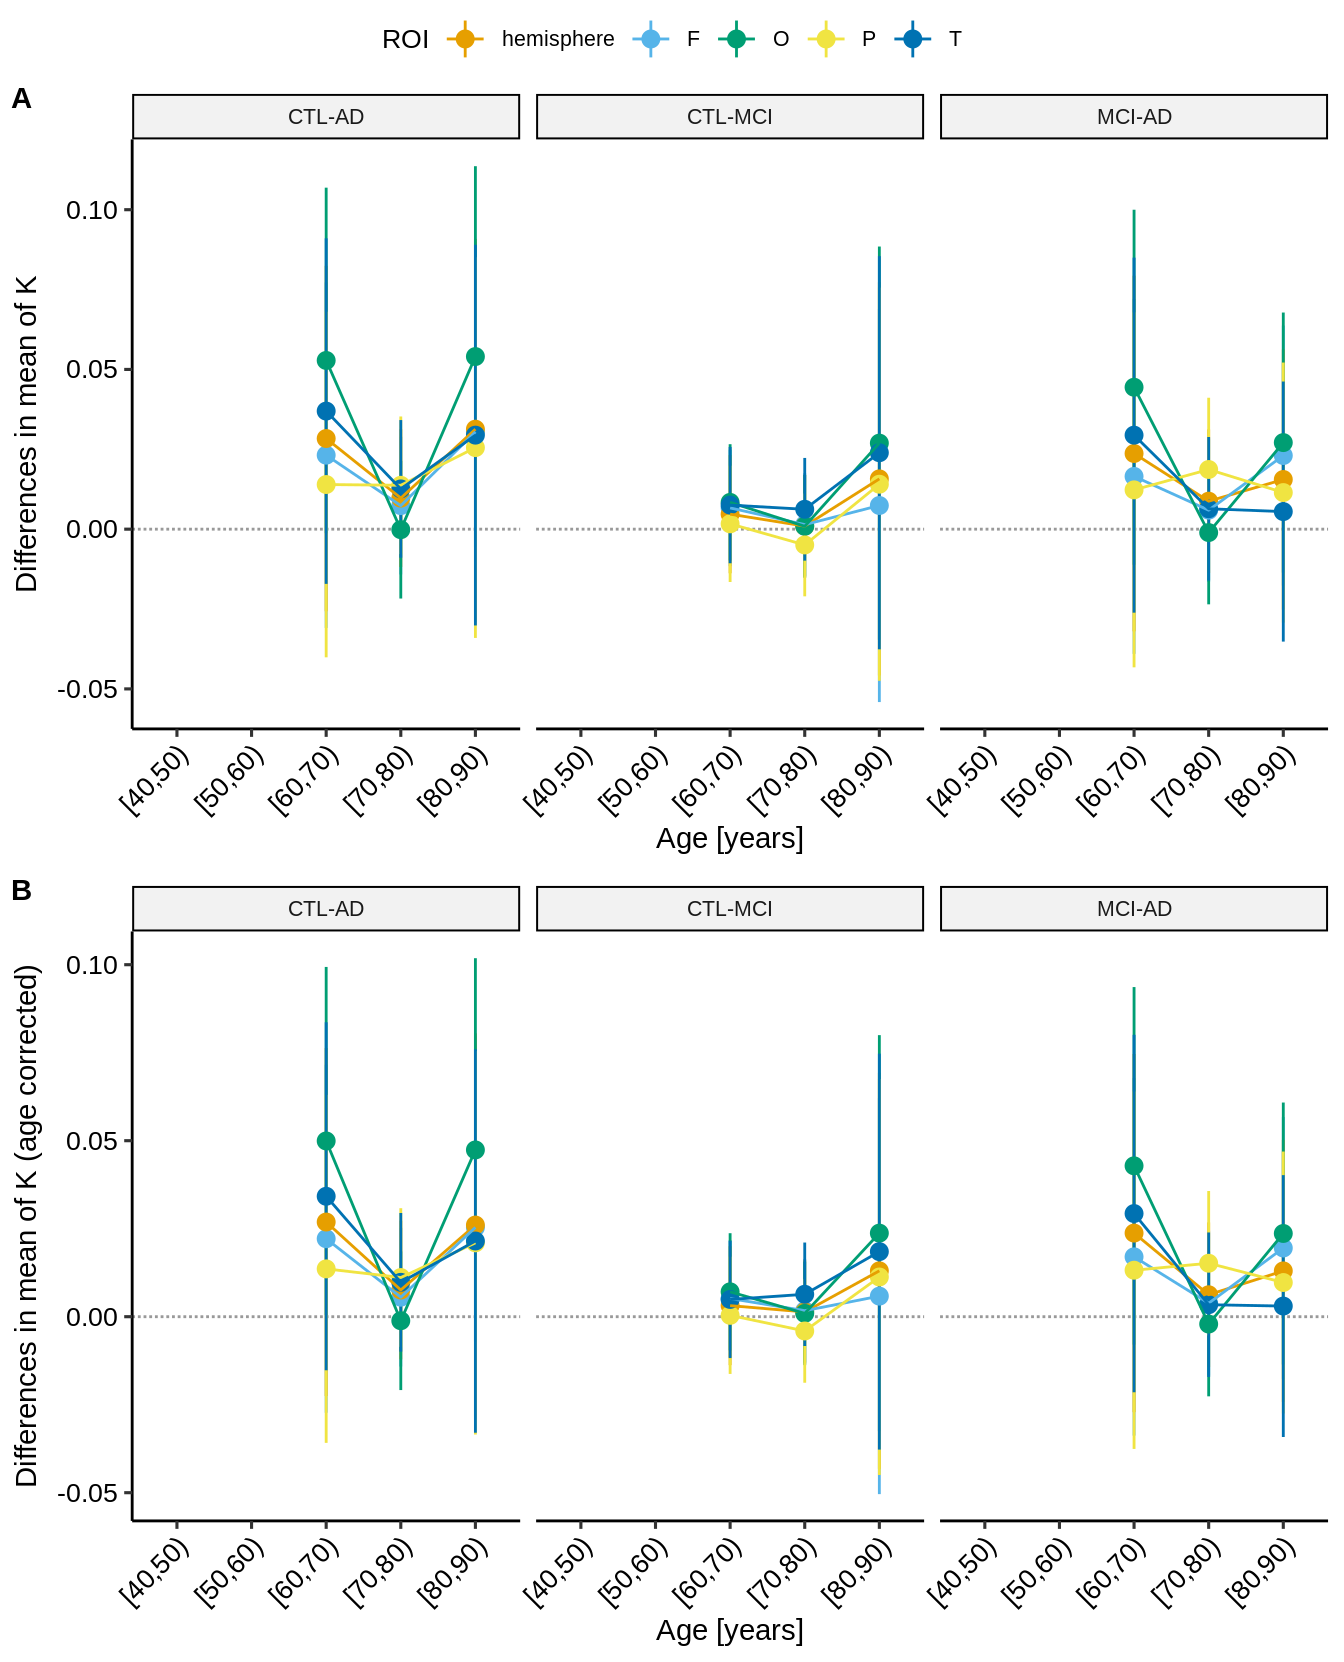 ROI hemisphere F O P T
A
CTL-AD CTL-MCI MCI-AD
Differences in mean of K
0.10
0.05
0.00
-0.05
[40,50) [50,60) [60,70) [70,80) [80,90) [40,50) [50,60) [60,70) [70,80) [80,90) [40,50) [50,60) [60,70) [70,80) [80,90)
Age [years]
B
CTL-AD CTL-MCI MCI-AD
Differences in mean of K (age corrected)
0.10
0.05
0.00
-0.05
[40,50) [50,60) [60,70) [70,80) [80,90) [40,50) [50,60) [60,70) [70,80) [80,90) [40,50) [50,60) [60,70) [70,80) [80,90)
Age [years]